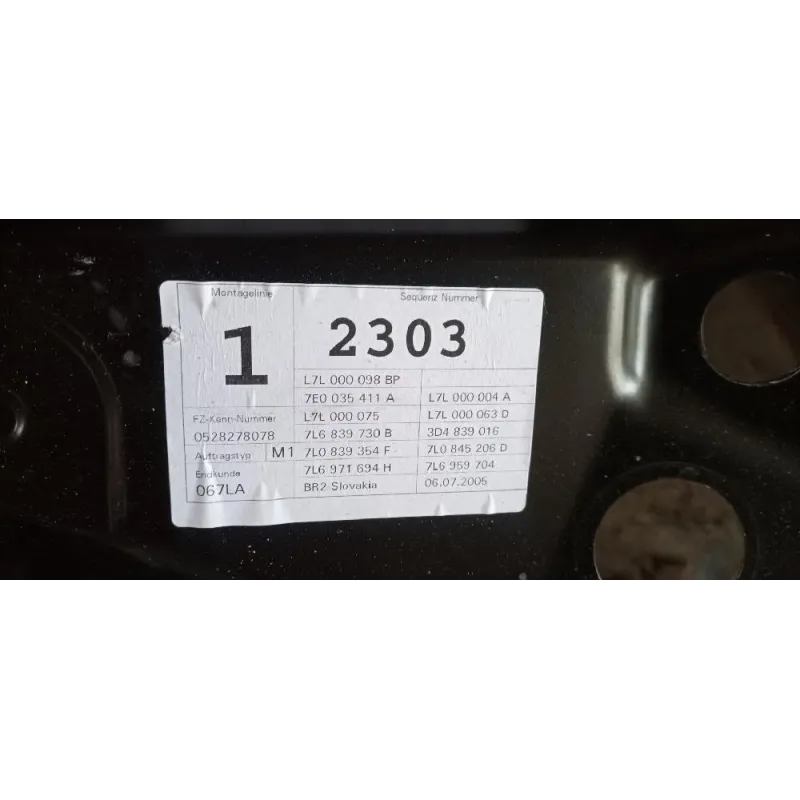 Montagelinie
Sequenz Nummer
1
2303
L7L 000 098 BP
7E0 035 411 A L7L 000 004 A
FZ-Kenn-Nummer L7L 000 075 L7L 000 063 D
0528278078 7L6 839 730 B 3D4 839 016
Auftragstyp M1 7L0 839 354 F 7L0 845 206 D
Endkunde 7L6 971 694 H 7L6 959 704
067LA BR2 Slovakia 06.07.2005